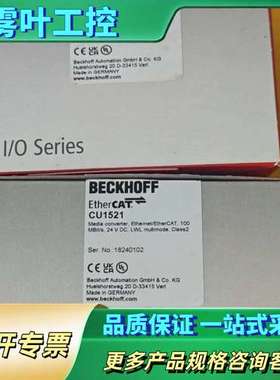 雾叶工控
Beckhoff Automation GmbH & Co. KG
Huelshorstweg 20 D-33415 Verl
Made in GERMANY
I/O Series
BECKHOFF
EtherCAT
CU1521
Media converter, Ethernet/EtherCAT, 100
MBit/s, 24 V DC, LWL multimode, Class2
Ser. No.: 18240102
Beckhoff Automation GmbH & Co. KG
Huelshorstweg 20 D-33415 Verl
Made in GERMANY
开专票
品质保证 一站式采
更多产品规格咨询客